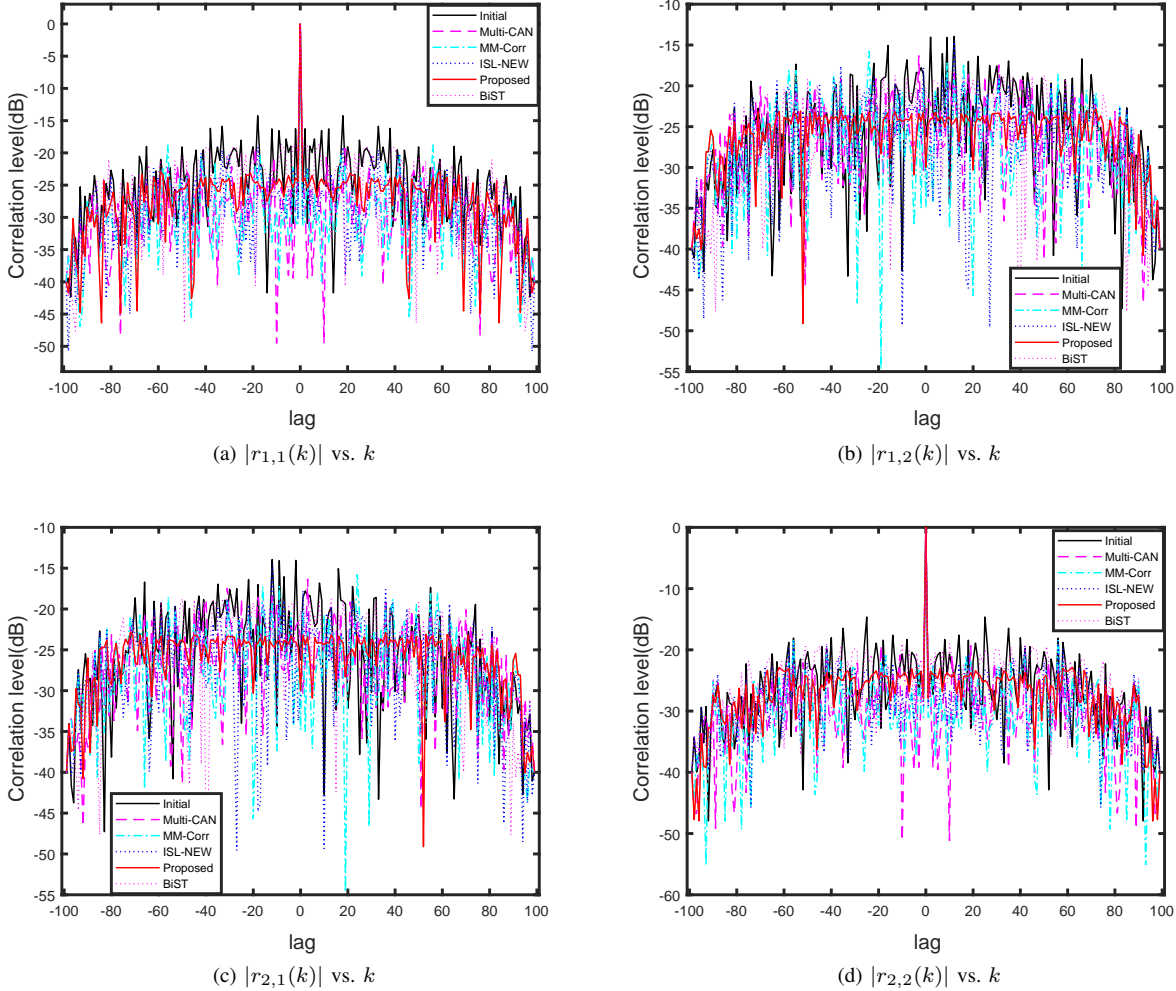 0
-5
-10
-15
-20
-25
-30
-35
-40
-45
-50
-100 -80 -60 -40 -20 0 20 40 60 80 100
Correlation level(dB)
lag
Initial
Multi-CAN
MM-Corr
ISL-NEW
Proposed
BiST
(a) |r1,1(k)| vs. k
-10
-15
-20
-25
-30
-35
-40
-45
-50
-55
-100 -80 -60 -40 -20 0 20 40 60 80 100
Correlation level(dB)
lag
Initial
Multi-CAN
MM-Corr
ISL-NEW
Proposed
BiST
(b) |r1,2(k)| vs. k
-10
-15
-20
-25
-30
-35
-40
-45
-50
-55
-100 -80 -60 -40 -20 0 20 40 60 80 100
Correlation level(dB)
lag
Initial
Multi-CAN
MM-Corr
ISL-NEW
Proposed
BiST
(c) |r2,1(k)| vs. k
0
-10
-20
-30
-40
-50
-60
-100 -80 -60 -40 -20 0 20 40 60 80 100
Correlation level(dB)
lag
Initial
Multi-CAN
MM-Corr
ISL-NEW
Proposed
BiST
(d) |r2,2(k)| vs. k